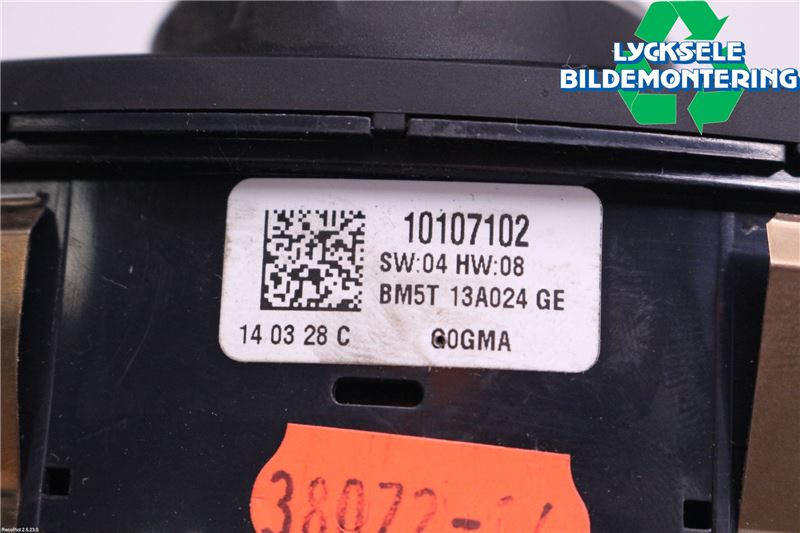 LYCKSELE
BILDEMONTERING
10107102
SW:04 HW:08
BM5T 13A024 GE
14 03 28 C G0GMA